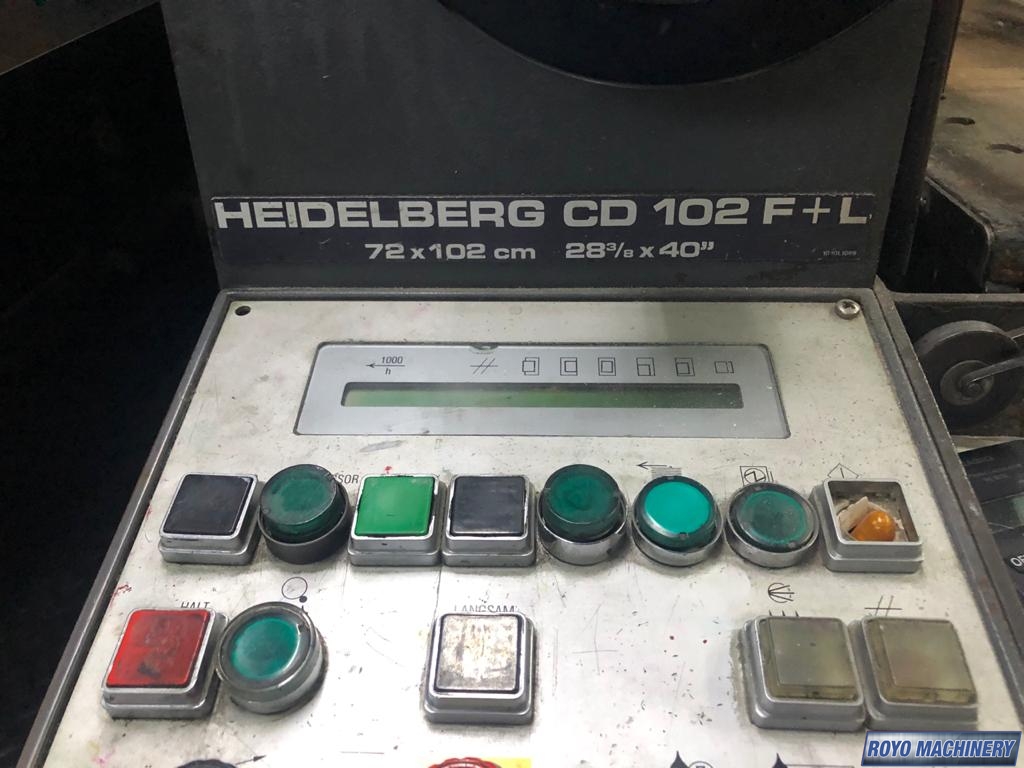 HEIDELBERG CD 102 F+L
72 x 102 cm 28³/₈ x 40”
1000
h
HALT
LANGSAM
ROYO MACHINERY